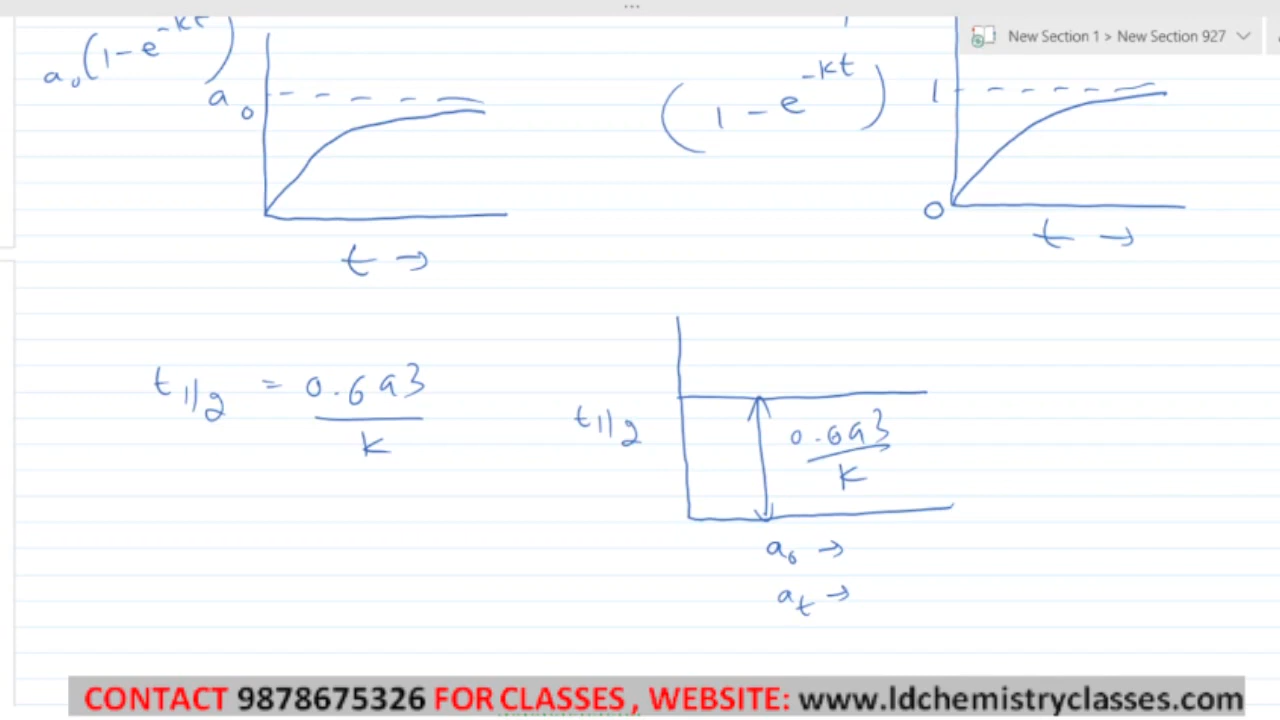 New Section 1 > New Section 927
a₀(1-e^-kt)
a₀
t →
(1-e^-kt)
1
0
t →
t1/2 = 0.693/k
t1/2
0.693/k
a₀ →
at →
CONTACT 9878675326 FOR CLASSES , WEBSITE: www.ldchemistryclasses.com